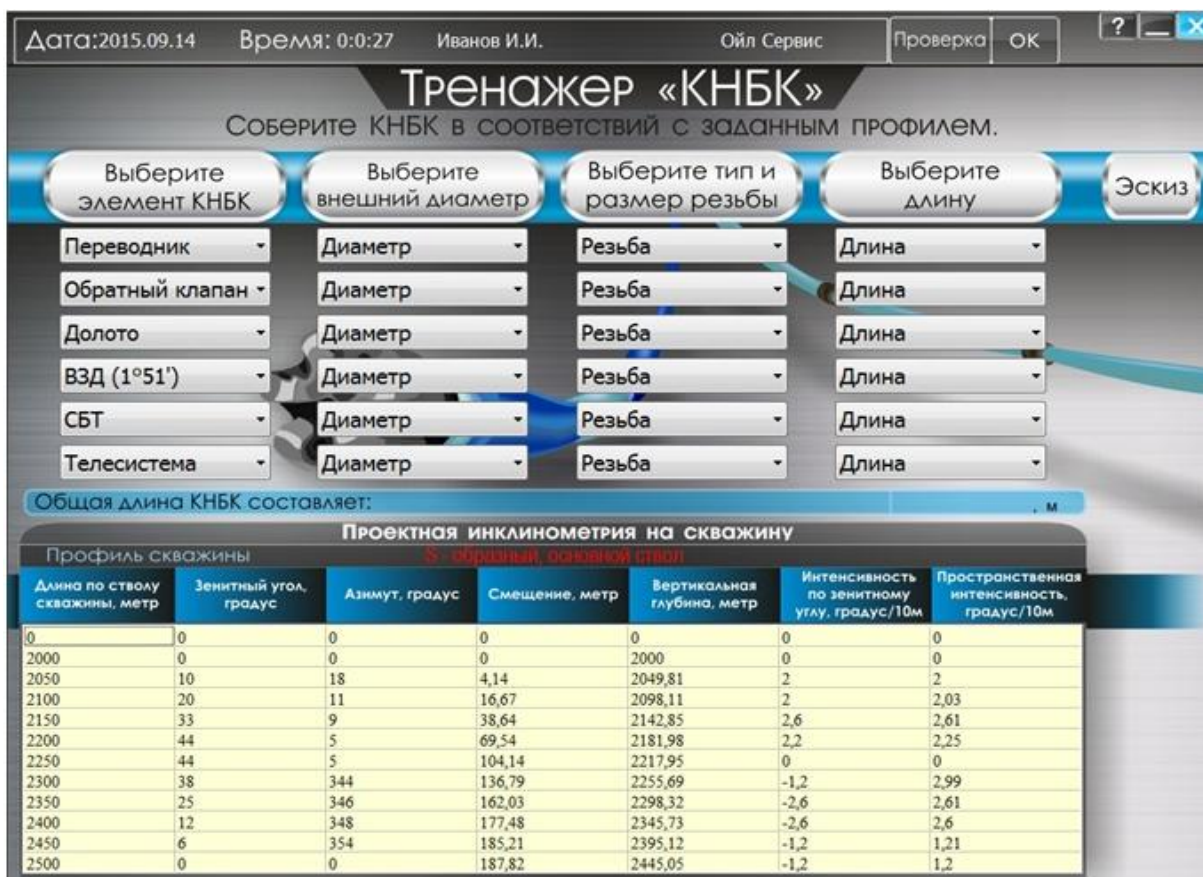 Дата:2015.09.14 Время: 0:0:27 Иванов И.И. Ойл Сервис Проверка ОК ? _ X
Тренажер «КНБК»
Соберите КНБК в соответствий с заданным профилем.
Выберите элемент КНБК
Выберите внешний диаметр
Выберите тип и размер резьбы
Выберите длину
Эскиз
Переводник Диаметр Резьба Длина
Обратный клапан Диаметр Резьба Длина
Долото Диаметр Резьба Длина
ВЗД (1°51') Диаметр Резьба Длина
СБТ Диаметр Резьба Длина
Телесистема Диаметр Резьба Длина
Общая длина КНБК составляет: , м
Проектная инклинометрия на скважину
Профиль скважины S - образный, основной ствол
Длина по стволу скважины, метр
Зенитный угол, градус
Азимут, градус
Смещение, метр
Вертикальная глубина, метр
Интенсивность по зенитному углу, градус/10м
Пространственная интенсивность, градус/10м
0 0 0 0 0 0 0
2000 0 0 0 2000 0 0
2050 10 18 4,14 2049,81 2 2
2100 20 11 16,67 2098,11 2 2,03
2150 33 9 38,64 2142,85 2,6 2,61
2200 44 5 69,54 2181,98 2,2 2,25
2250 44 5 104,14 2217,95 0 0
2300 38 344 136,79 2255,69 -1,2 2,99
2350 25 346 162,03 2298,32 -2,6 2,61
2400 12 348 177,48 2345,73 -2,6 2,6
2450 6 354 185,21 2395,12 -1,2 1,21
2500 0 0 187,82 2445,05 -1,2 1,2